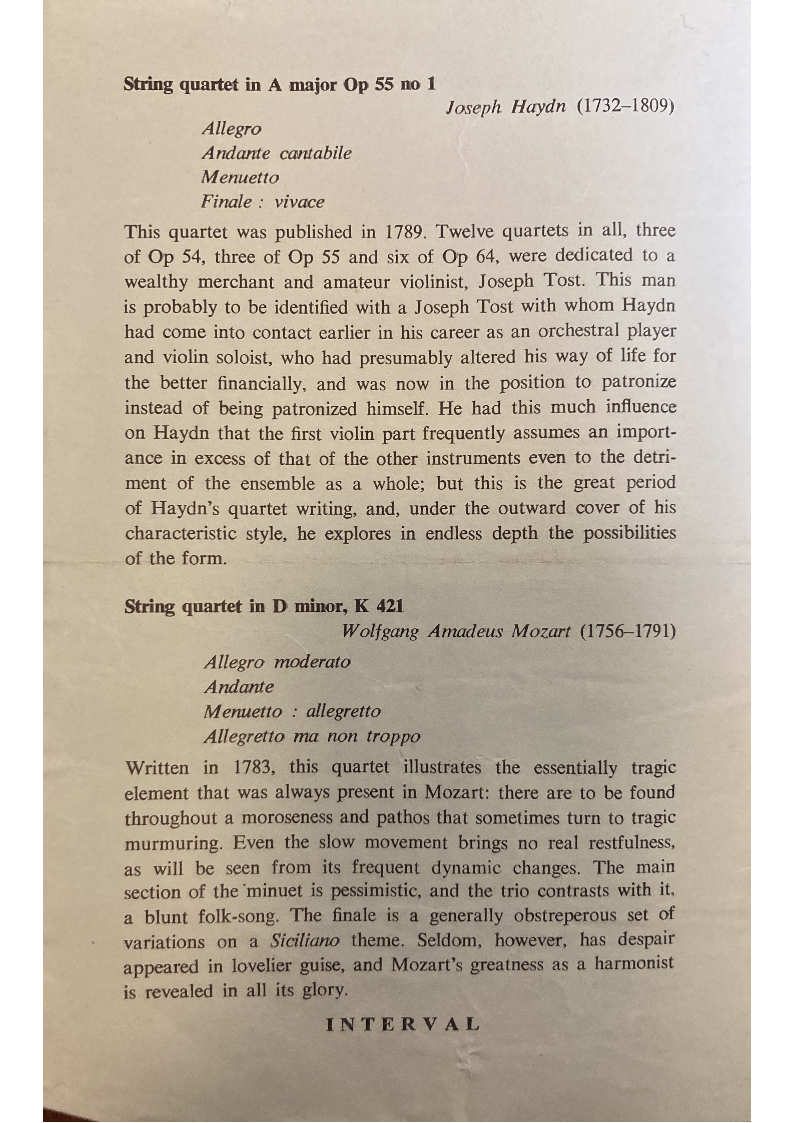 String quartet in A major Op 55 no 1
Joseph Haydn (1732–1809)
Allegro
Andante cantabile
Menuetto
Finale : vivace
This quartet was published in 1789. Twelve quartets in all, three
of Op 54, three of Op 55 and six of Op 64, were dedicated to a
wealthy merchant and amateur violinist, Joseph Tost. This man
is probably to be identified with a Joseph Tost with whom Haydn
had come into contact earlier in his career as an orchestral player
and violin soloist, who had presumably altered his way of life for
the better financially, and was now in the position to patronize
instead of being patronized himself. He had this much influence
on Haydn that the first violin part frequently assumes an import-
ance in excess of that of the other instruments even to the detri-
ment of the ensemble as a whole; but this is the great period
of Haydn's quartet writing, and, under the outward cover of his
characteristic style, he explores in endless depth the possibilities
of the form.
String quartet in D minor, K 421
Wolfgang Amadeus Mozart (1756–1791)
Allegro moderato
Andante
Menuetto : allegretto
Allegretto ma non troppo
Written in 1783, this quartet illustrates the essentially tragic
element that was always present in Mozart: there are to be found
throughout a moroseness and pathos that sometimes turn to tragic
murmuring. Even the slow movement brings no real restfulness,
as will be seen from its frequent dynamic changes. The main
section of the minuet is pessimistic, and the trio contrasts with it,
a blunt folk-song. The finale is a generally obstreperous set of
variations on a Siciliano theme. Seldom, however, has despair
appeared in lovelier guise, and Mozart's greatness as a harmonist
is revealed in all its glory.
INTERVAL